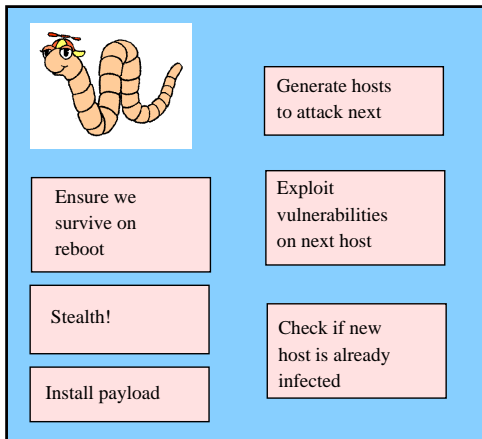 Generate hosts
to attack next
Ensure we
survive on
reboot
Exploit
vulnerabilities
on next host
Stealth!
Check if new
host is already
infected
Install payload